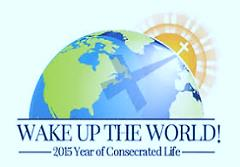 WAKE UP THE WORLD!
2015 Year of Consecrated Life